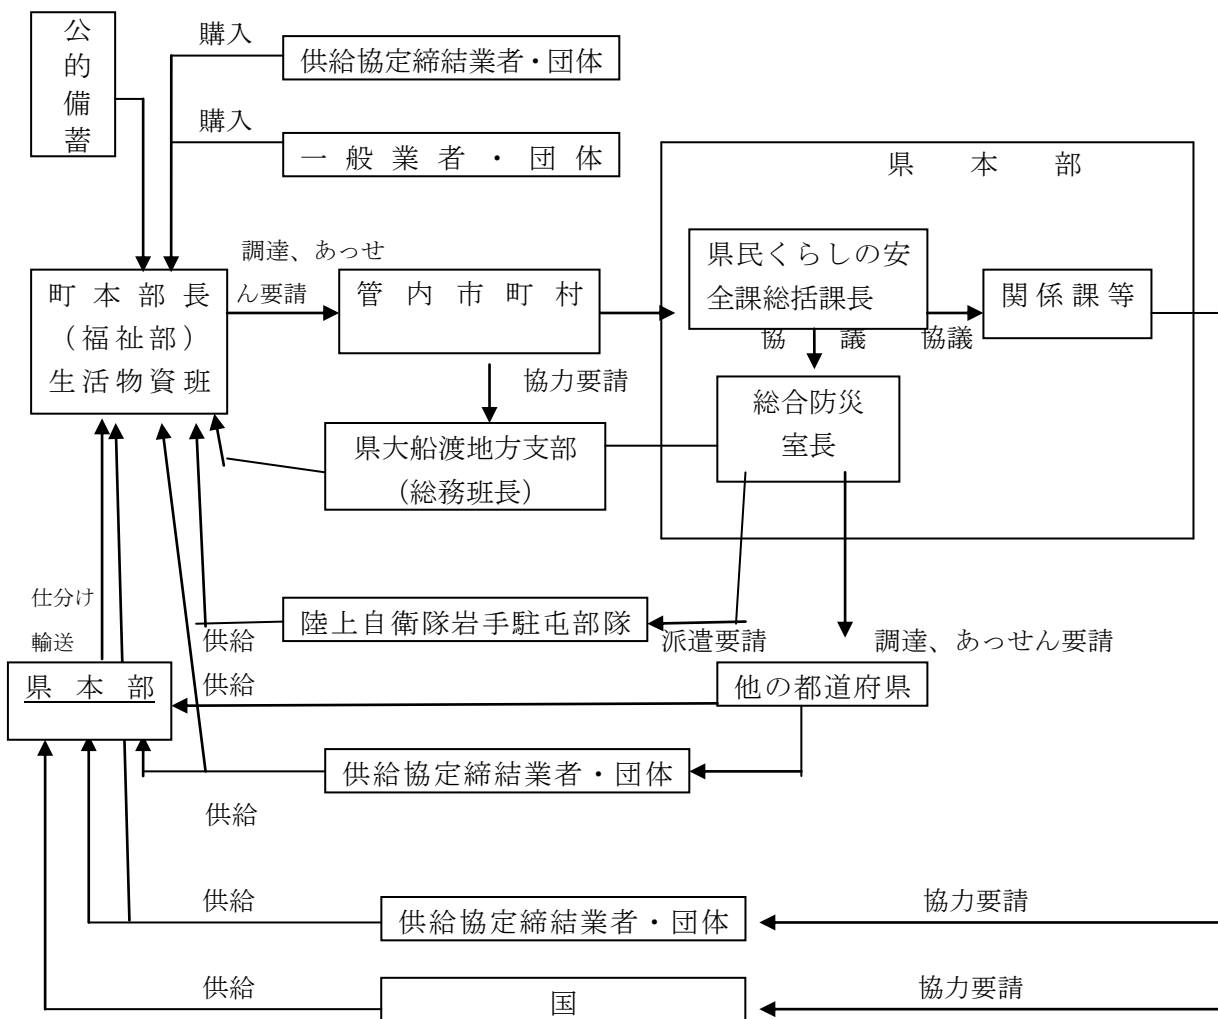 公的備蓄
購入
供給協定締結業者・団体
購入
一般業者・団体
県本部
調達、あっせ
ん要請
町本部長
(福祉部)
生活物資班
管内市町村
県民くらしの安
全課総括課長
関係課等
協議
協議
協力要請
総合防災
室長
県大船渡地方支部
(総務班長)
仕分け
輸送
供給
陸上自衛隊岩手駐屯部隊
派遣要請
調達、あっせん要請
県本部
供給
他の都道府県
供給協定締結業者・団体
供給
供給
供給協定締結業者・団体
協力要請
供給
国
協力要請